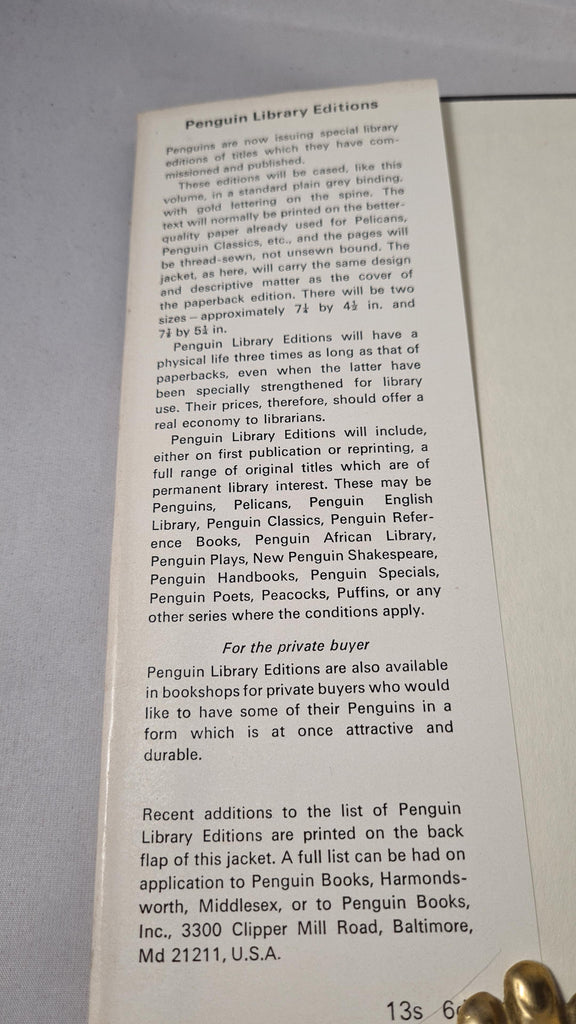 Penguin Library Editions
Penguins are now issuing special library
editions of titles which they have com-
missioned and published.
These editions will be cased, like this
volume, in a standard plain grey binding,
with gold lettering on the spine. The
text will normally be printed on the better-
quality paper already used for Pelicans,
Penguin Classics, etc., and the pages will
be thread-sewn, not unsewn bound. The
jacket, as here, will carry the same design
and descriptive matter as the cover of
the paperback edition. There will be two
sizes – approximately 7¼ by 4½ in. and
by 5¼ in.
Penguin Library Editions will have a
physical life three times as long as that of
paperbacks, even when the latter have
been specially strengthened for library
use. Their prices, therefore, should offer a
real economy to librarians.
Penguin Library Editions will include,
either on first publication or reprinting, a
full range of original titles which are of
permanent library interest. These may be
Penguins, Pelicans, Penguin English
Library, Penguin Classics, Penguin Refer-
ence Books, Penguin African Library,
Penguin Plays, New Penguin Shakespeare,
Penguin Handbooks, Penguin Specials,
Penguin Poets, Peacocks, Puffins, or any
other series where the conditions apply.
For the private buyer
Penguin Library Editions are also available
in bookshops for private buyers who would
like to have some of their Penguins in a
form which is at once attractive and
durable.
Recent additions to the list of Penguin
Library Editions are printed on the back
flap of this jacket. A full list can be had on
application to Penguin Books, Harmonds-
worth, Middlesex, or to Penguin Books,
Inc., 3300 Clipper Mill Road, Baltimore,
Md 21211, U.S.A.
13s